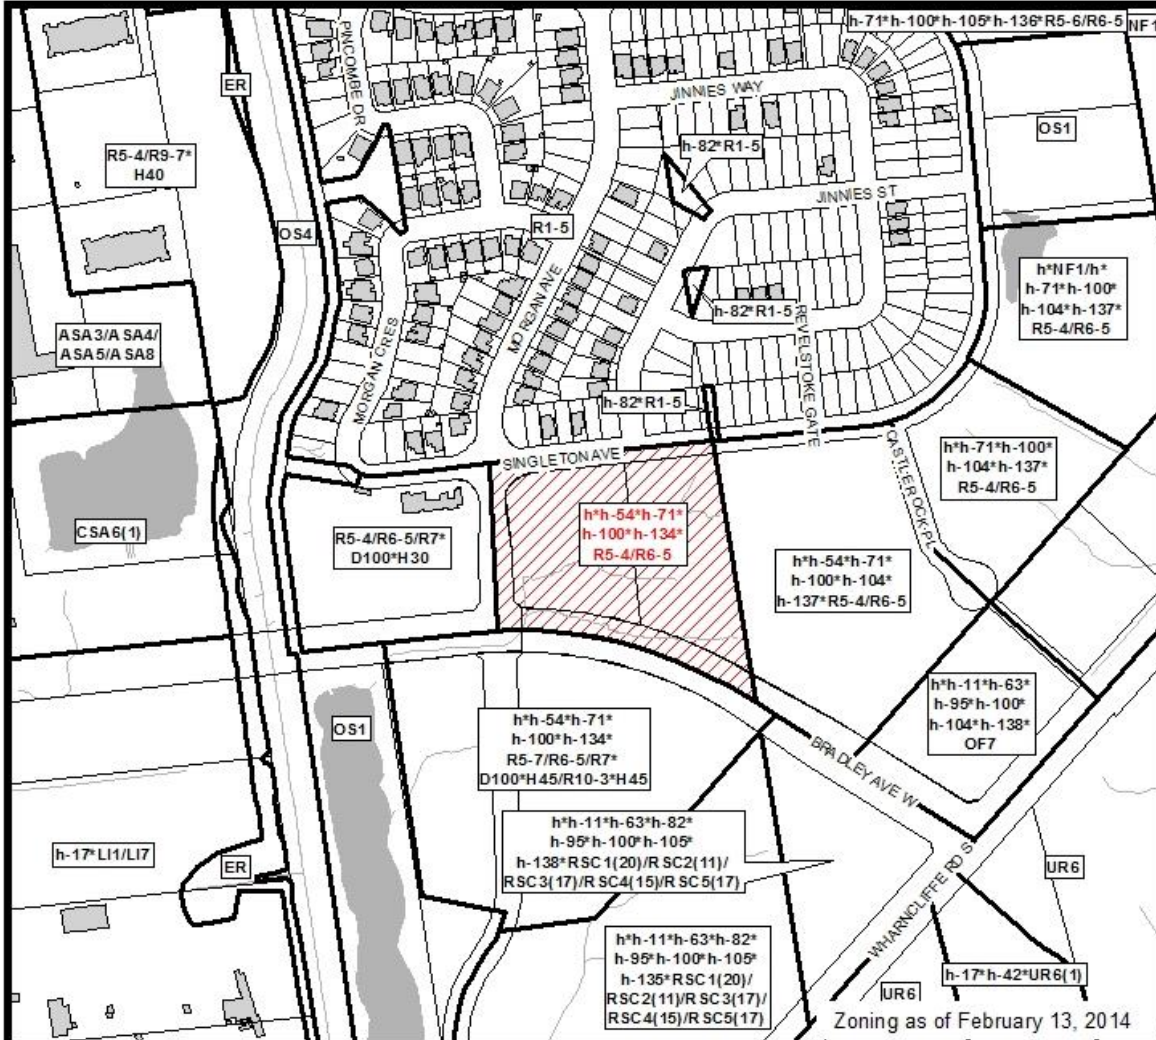 h-71*h-100*h-105*h-136*R5-6/R6-5
NF1
PINCOMBE DR
ER
JINNIES WAY
OS1
R5-4/R9-7*
H40
h-82*R1-5
JINNIES ST
OS4
R1-5
h*NF1/h*
h-71*h-100*
h-104*h-137*
R5-4/R6-5
MORGAN AVE
h-82*R1-5
ASA3/ASA4/
ASA5/ASA8
MORGAN CRES
REVELSTOKE GATE
h-82*R1-5
SINGLETON AVE
CASTLEROCK PL
h*h-71*h-100*
h-104*h-137*
R5-4/R6-5
CSA6(1)
R5-4/R6-5/R7*
D100*H30
h*h-54*h-71*
h-100*h-134*
R5-4/R6-5
h*h-54*h-71*
h-100*h-104*
h-137*R5-4/R6-5
h*h-11*h-63*
h-95*h-100*
h-104*h-138*
OF7
OS1
h*h-54*h-71*
h-100*h-134*
R5-7/R6-5/R7*
D100*H45/R10-3*H45
BRADLEY AVE W
h*h-11*h-63*h-82*
h-95*h-100*h-105*
h-138*RSC1(20)/RSC2(11)/
RSC3(17)/RSC4(15)/RSC5(17)
h-17*LI1/LI7
ER
WHARNCLIFFE RD S
UR6
h*h-11*h-63*h-82*
h-95*h-100*h-105*
h-135*RSC1(20)/
RSC2(11)/RSC3(17)/
RSC4(15)/RSC5(17)
h-17*h-42*UR6(1)
UR6
Zoning as of February 13, 2014